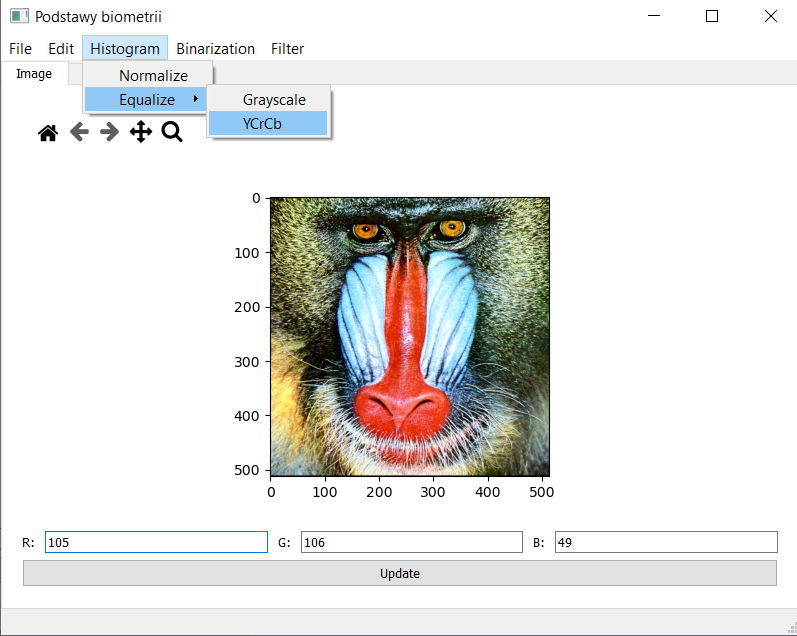 Podstawy biometrii
File Edit Histogram Binarization Filter
Image
Normalize
Equalize
Grayscale
YCrCb
0
100
200
300
400
500
0 100 200 300 400 500
R: 105 G: 106 B: 49
Update